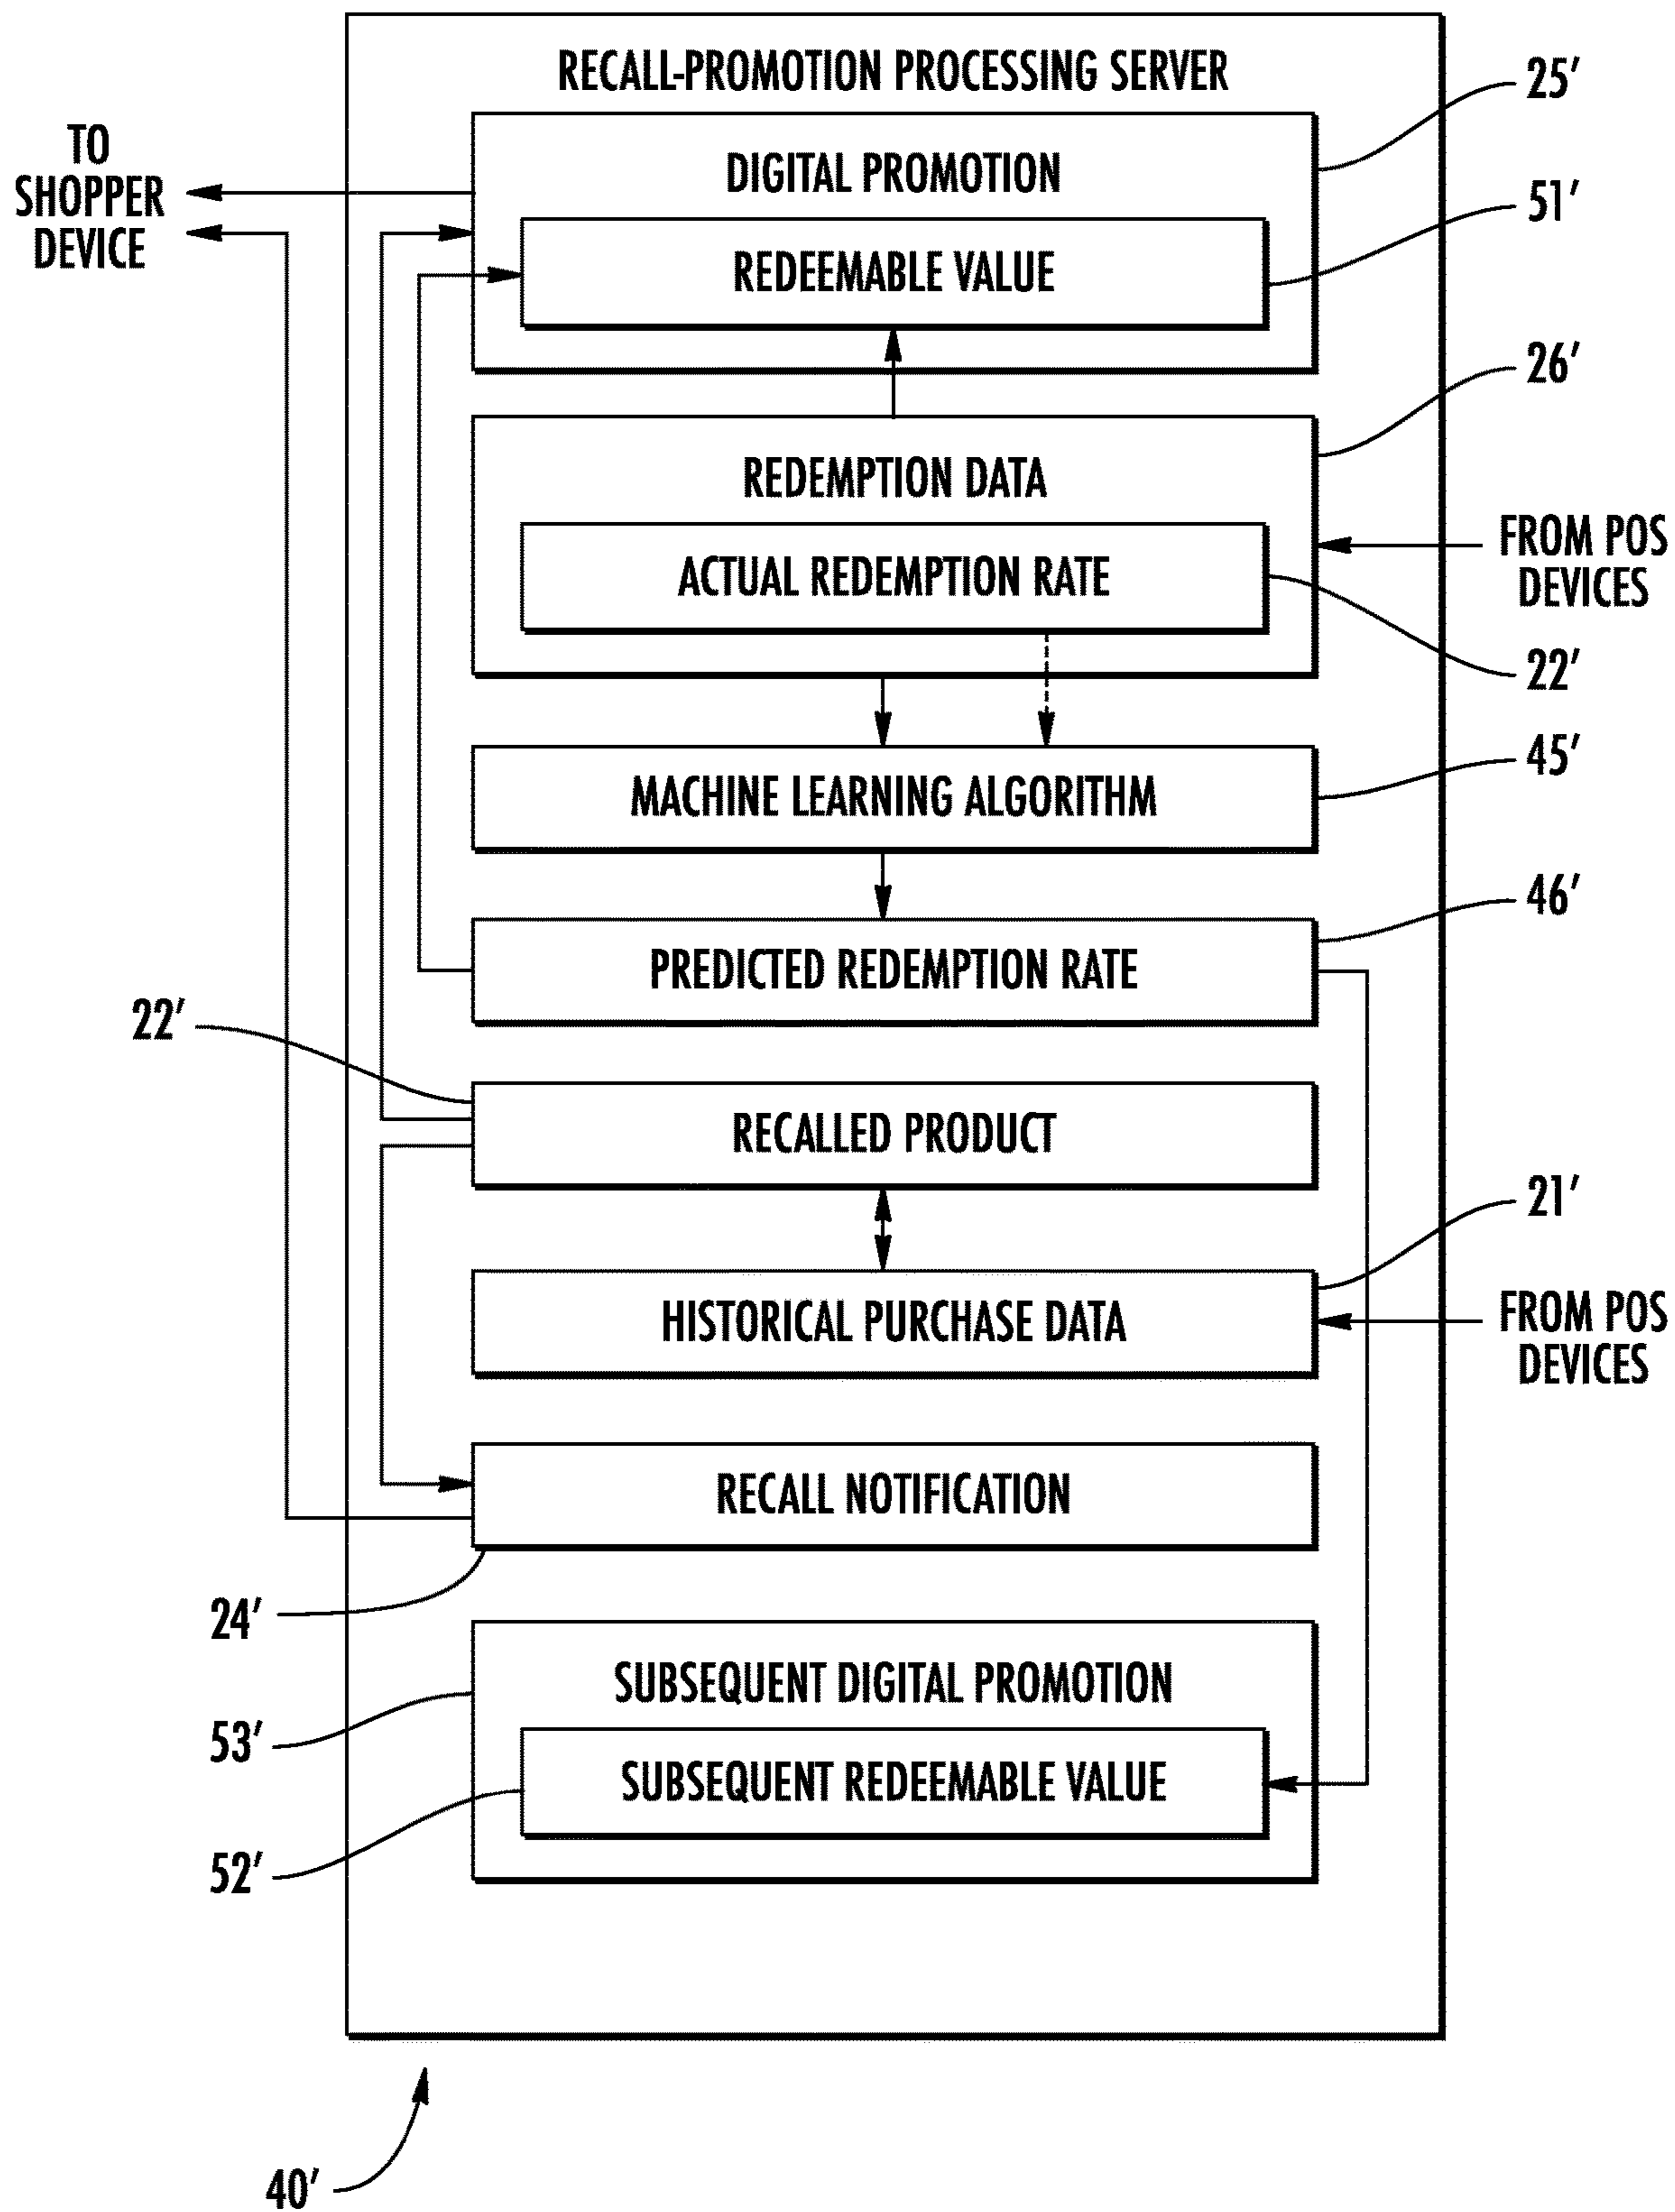 RECALL-PROMOTION PROCESSING SERVER
25′
TO
SHOPPER
DEVICE
DIGITAL PROMOTION
51′
REDEEMABLE VALUE
26′
REDEMPTION DATA
FROM POS
DEVICES
ACTUAL REDEMPTION RATE
22′
45′
MACHINE LEARNING ALGORITHM
46′
PREDICTED REDEMPTION RATE
22′
RECALLED PRODUCT
21′
HISTORICAL PURCHASE DATA
FROM POS
DEVICES
RECALL NOTIFICATION
24′
SUBSEQUENT DIGITAL PROMOTION
53′
SUBSEQUENT REDEEMABLE VALUE
52′
40′